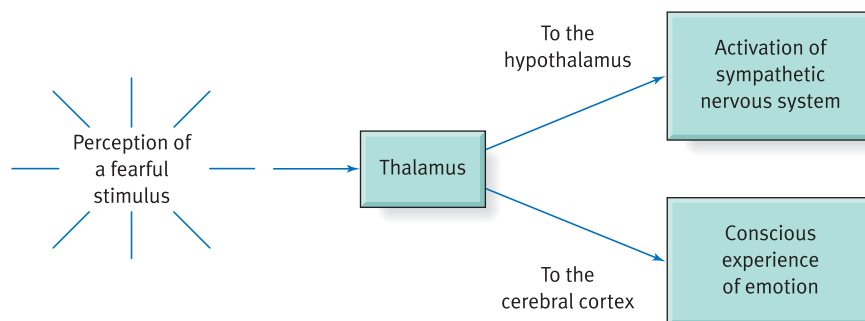 Perception of
a fearful
stimulus
Thalamus
To the
hypothalamus
Activation of
sympathetic
nervous system
To the
cerebral cortex
Conscious
experience
of emotion